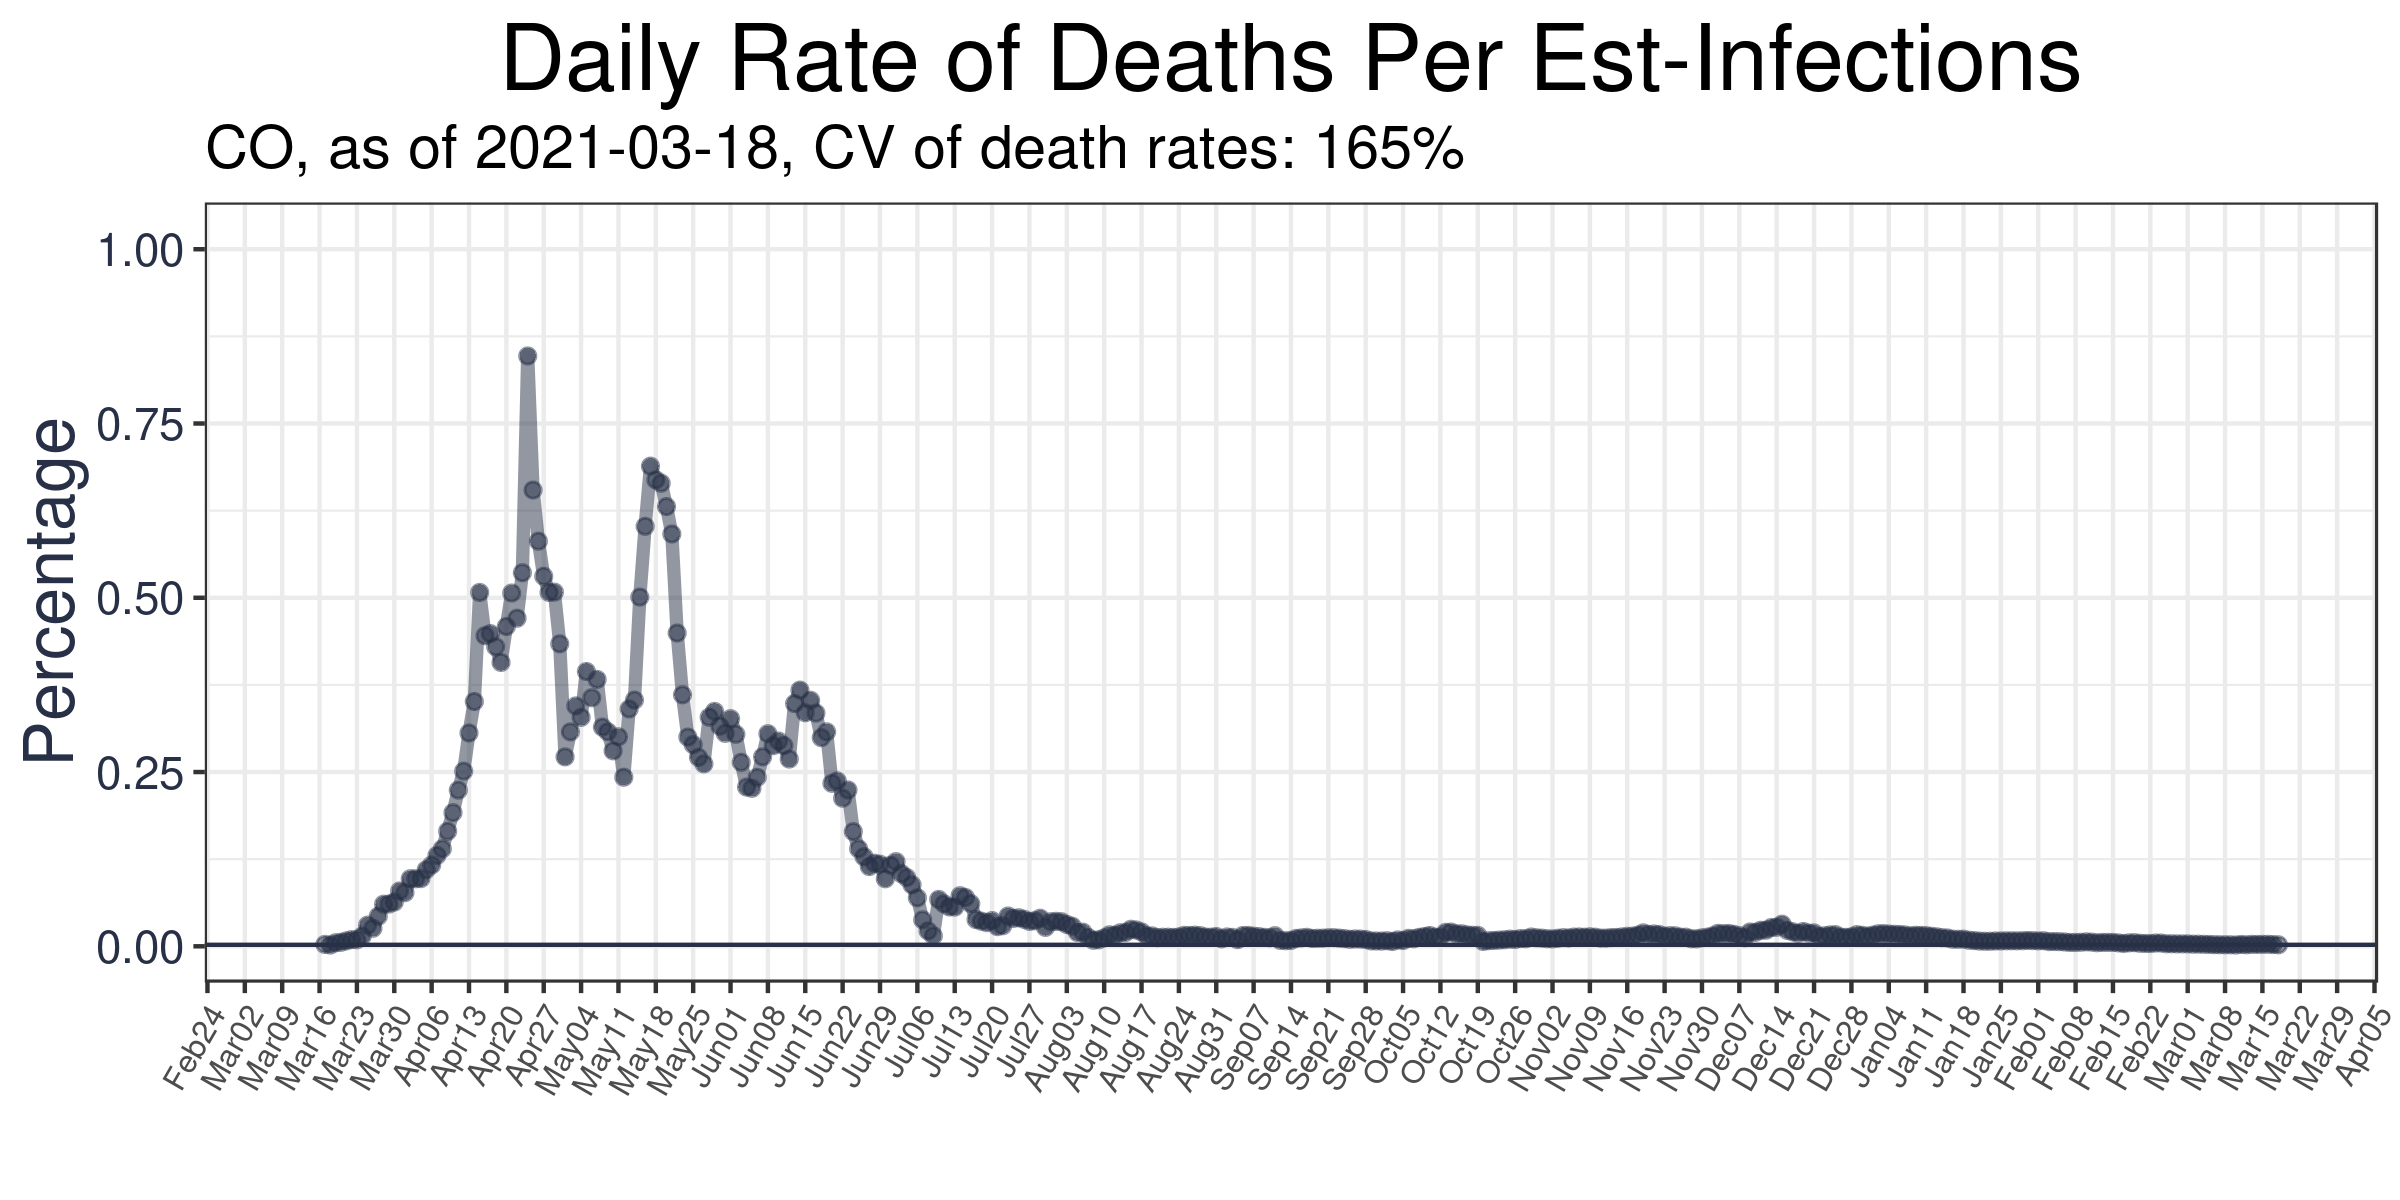 Daily Rate of Deaths Per Est-Infections
CO, as of 2021-03-18, CV of death rates: 165%
Percentage
1.00
0.75
0.50
0.25
0.00
Feb24
Mar02
Mar09
Mar16
Mar23
Mar30
Apr06
Apr13
Apr20
Apr27
May04
May11
May18
May25
Jun01
Jun08
Jun15
Jun22
Jun29
Jul06
Jul13
Jul20
Jul27
Aug03
Aug10
Aug17
Aug24
Aug31
Sep07
Sep14
Sep21
Sep28
Oct05
Oct12
Oct19
Oct26
Nov02
Nov09
Nov16
Nov23
Nov30
Dec07
Dec14
Dec21
Dec28
Jan04
Jan11
Jan18
Jan25
Feb01
Feb08
Feb15
Feb22
Mar01
Mar08
Mar15
Mar22
Mar29
Apr05